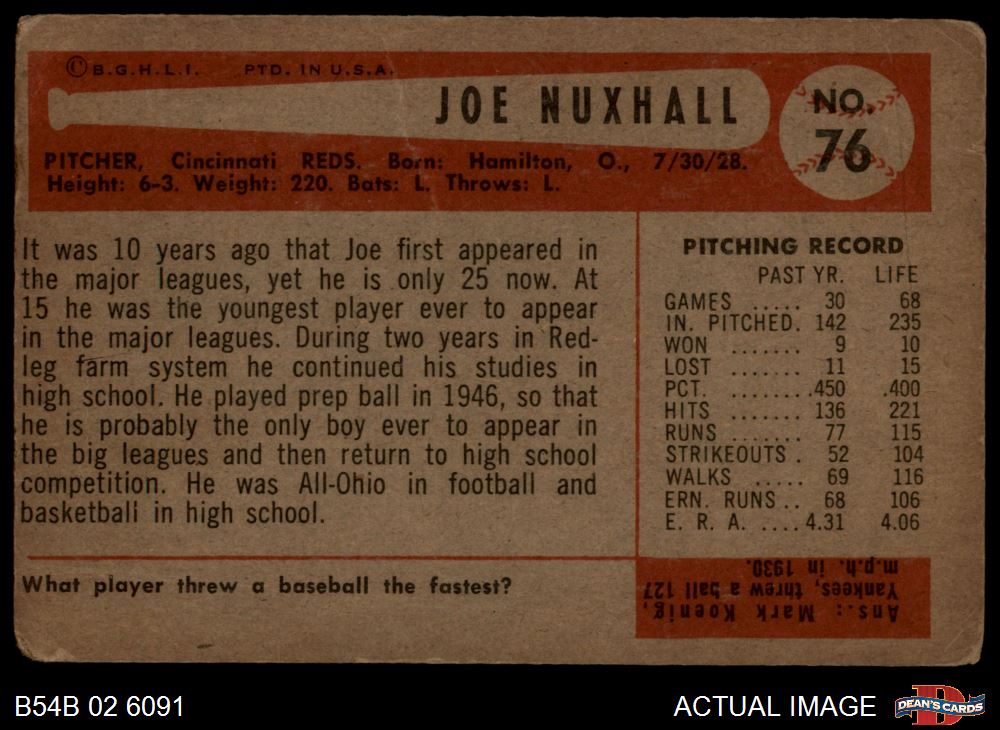 ©B.G.H.L.I. PTD. IN U.S.A.
JOE NUXHALL
NO.
76
PITCHER, Cincinnati REDS. Born: Hamilton, O., 7/30/28.
Height: 6-3. Weight: 220. Bats: L. Throws: L.
It was 10 years ago that Joe first appeared in
the major leagues, yet he is only 25 now. At
15 he was the youngest player ever to appear
in the major leagues. During two years in Red-
leg farm system he continued his studies in
high school. He played prep ball in 1946, so that
he is probably the only boy ever to appear in
the big leagues and then return to high school
competition. He was All-Ohio in football and
basketball in high school.
PITCHING RECORD
PAST YR. LIFE
GAMES ..... 30 68
IN. PITCHED. 142 235
WON ....... 9 10
LOST ....... 11 15
PCT. ........450 .400
HITS ........ 136 221
RUNS ....... 77 115
STRIKEOUTS . 52 104
WALKS ..... 69 116
ERN. RUNS .. 68 106
E. R. A. .... 4.31 4.06
What player threw a baseball the fastest?
Ans.: Mark Koenig,
Yankees, threw a ball 127
m.p.h. in 1930.
B54B 02 6091
ACTUAL IMAGE
DEAN'S CARDS